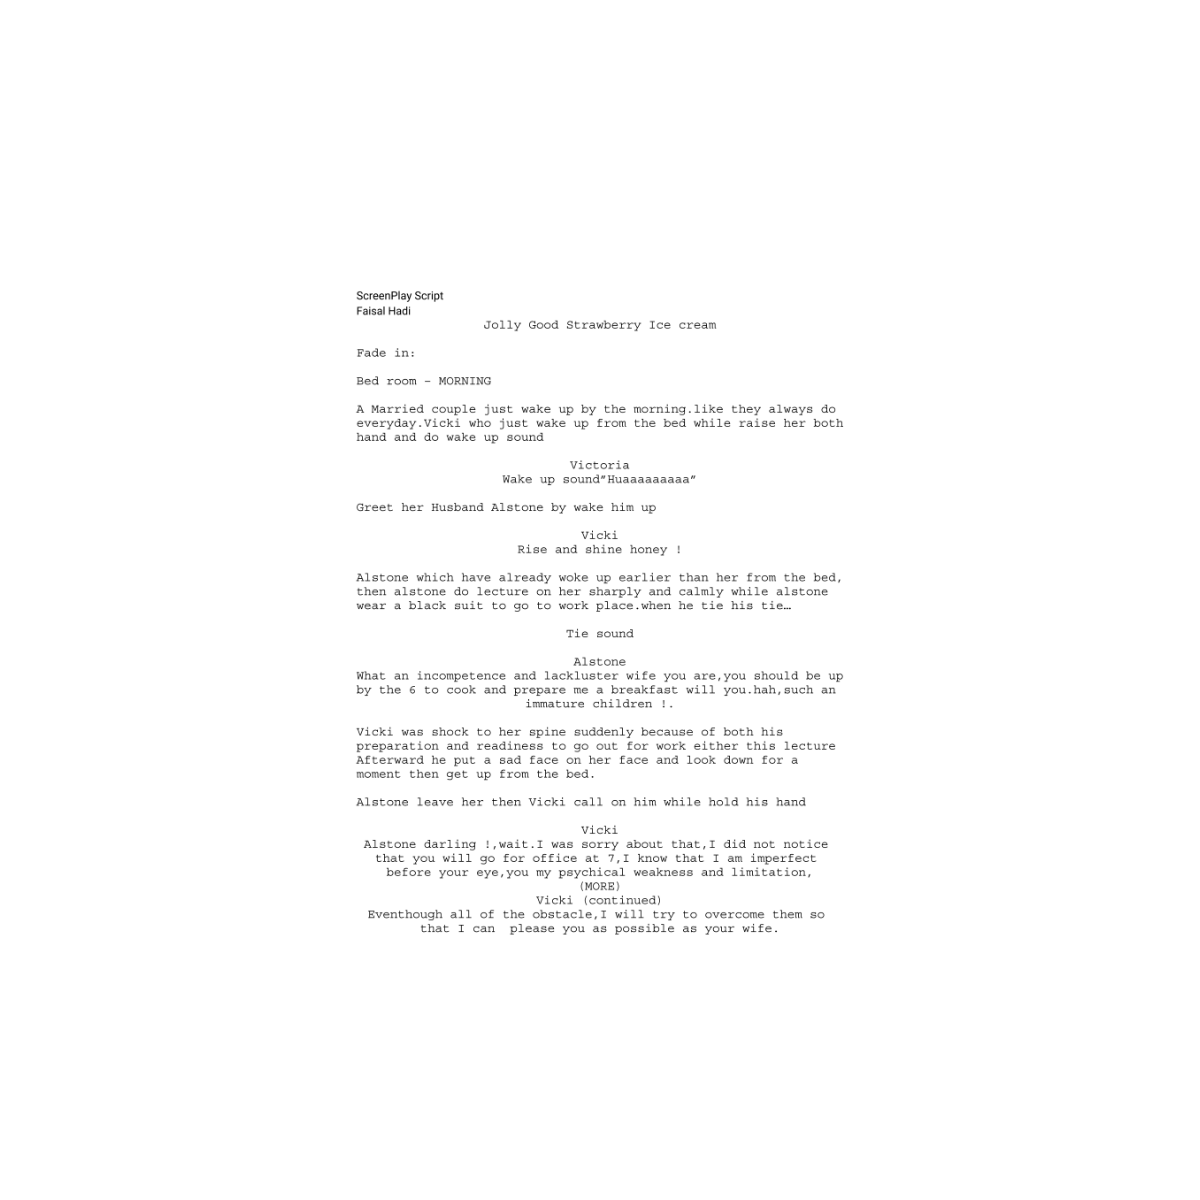 ScreenPlay Script
Faisal Hadi
Jolly Good Strawberry Ice cream
Fade in:
Bed room – MORNING
A Married couple just wake up by the morning.like they always do
everyday.Vicki who just wake up from the bed while raise her both
hand and do wake up sound
Victoria
Wake up sound"Huaaaaaaaaa"
Greet her Husband Alstone by wake him up
Vicki
Rise and shine honey !
Alstone which have already woke up earlier than her from the bed,
then alstone do lecture on her sharply and calmly while alstone
wear a black suit to go to work place.when he tie his tie…
Tie sound
Alstone
What an incompetence and lackluster wife you are,you should be up
by the 6 to cook and prepare me a breakfast will you.hah,such an
immature children !.
Vicki was shock to her spine suddenly because of both his
preparation and readiness to go out for work either this lecture
Afterward he put a sad face on her face and look down for a
moment then get up from the bed.
Alstone leave her then Vicki call on him while hold his hand
Vicki
Alstone darling !,wait.I was sorry about that,I did not notice
that you will go for office at 7,I know that I am imperfect
before your eye,you my psychical weakness and limitation,
(MORE)
Vicki (continued)
Eventhough all of the obstacle,I will try to overcome them so
that I can  please you as possible as your wife.